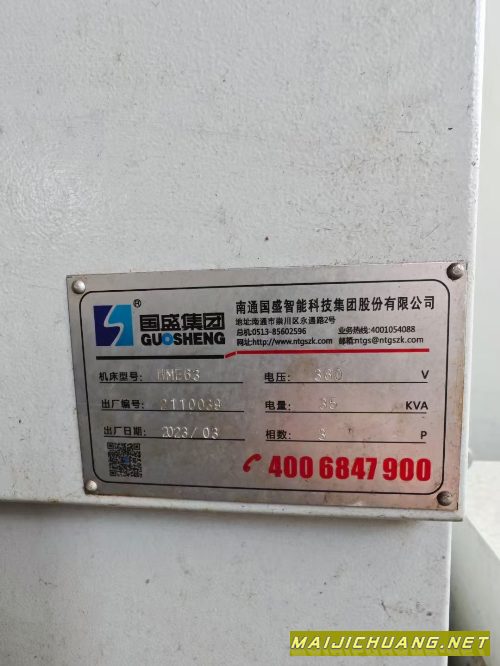 国盛集团®
GUOSHENG
南通国盛智能科技集团股份有限公司
地址:南通市崇川区永通路2号
总机:0513-85602596 业务热线:4001054088
网址:http://www.ntgszk.com 邮箱:ntgs@ntgszk.com
机床型号: HME63 电压: 380 V
出厂编号: 2110039 电量: 35 KVA
出厂日期: 2023/03 相数: 3 P
400 6847 900
MAIJICHUANG.NET